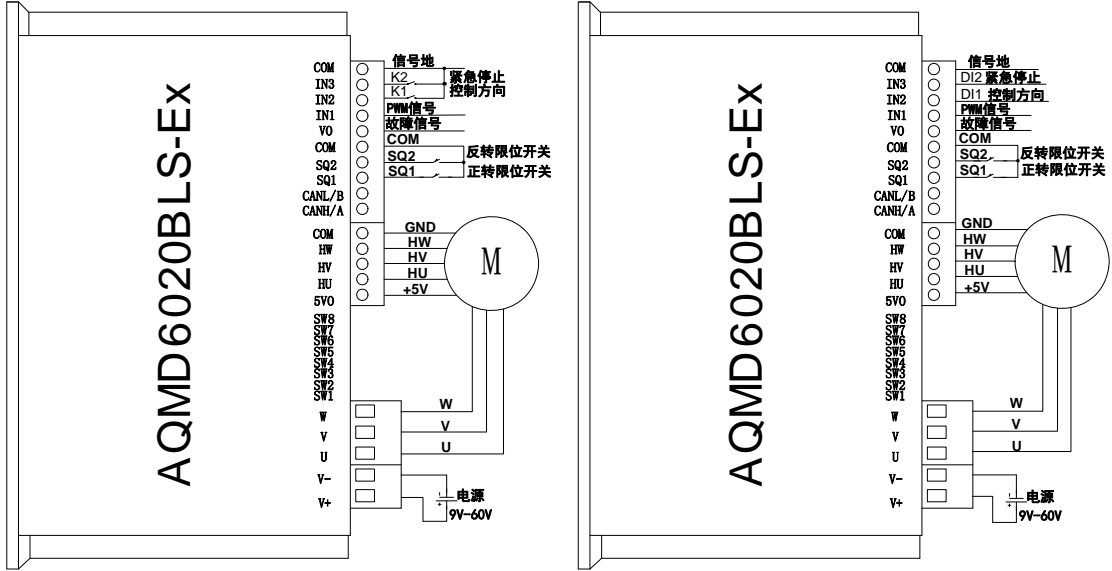 AQMD6020BLS-Ex
COM 信号地
IN3 K2 紧急停止
IN2 K1 控制方向
IN1 PWM信号
VO 故障信号
COM COM
SQ2 SQ2 反转限位开关
SQ1 SQ1 正转限位开关
CANL/B
CANH/A
COM GND
HW HW
HV HV
HU HU
5VO +5V
M
SW8
SW7
SW6
SW5
SW4
SW3
SW2
SW1
W W
V V
U U
V-
V+
电源
9V-60V
AQMD6020BLS-Ex
COM 信号地
IN3 DI2 紧急停止
IN2 DI1 控制方向
IN1 PWM信号
VO 故障信号
COM COM
SQ2 SQ2 反转限位开关
SQ1 SQ1 正转限位开关
CANL/B
CANH/A
COM GND
HW HW
HV HV
HU HU
5VO +5V
M
SW8
SW7
SW6
SW5
SW4
SW3
SW2
SW1
W W
V V
U U
V-
V+
电源
9V-60V